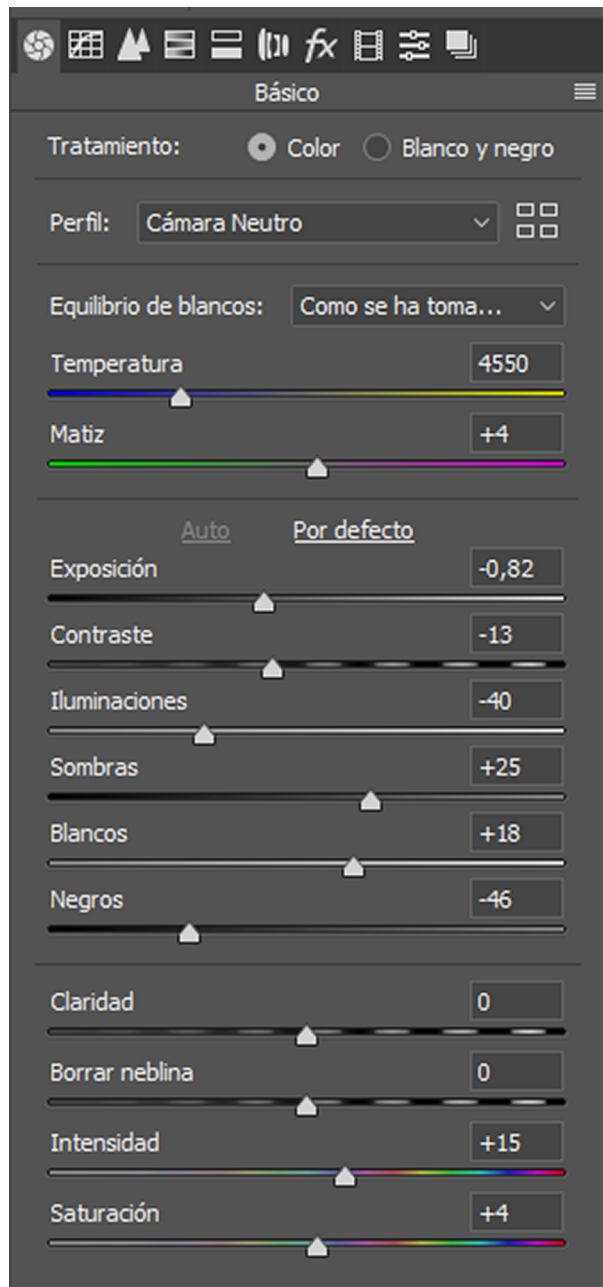 fx
Básico
Tratamiento: Color Blanco y negro
Perfil: Cámara Neutro
Equilibrio de blancos: Como se ha toma...
Temperatura 4550
Matiz +4
Auto Por defecto
Exposición -0,82
Contraste -13
Iluminaciones -40
Sombras +25
Blancos +18
Negros -46
Claridad 0
Borrar neblina 0
Intensidad +15
Saturación +4